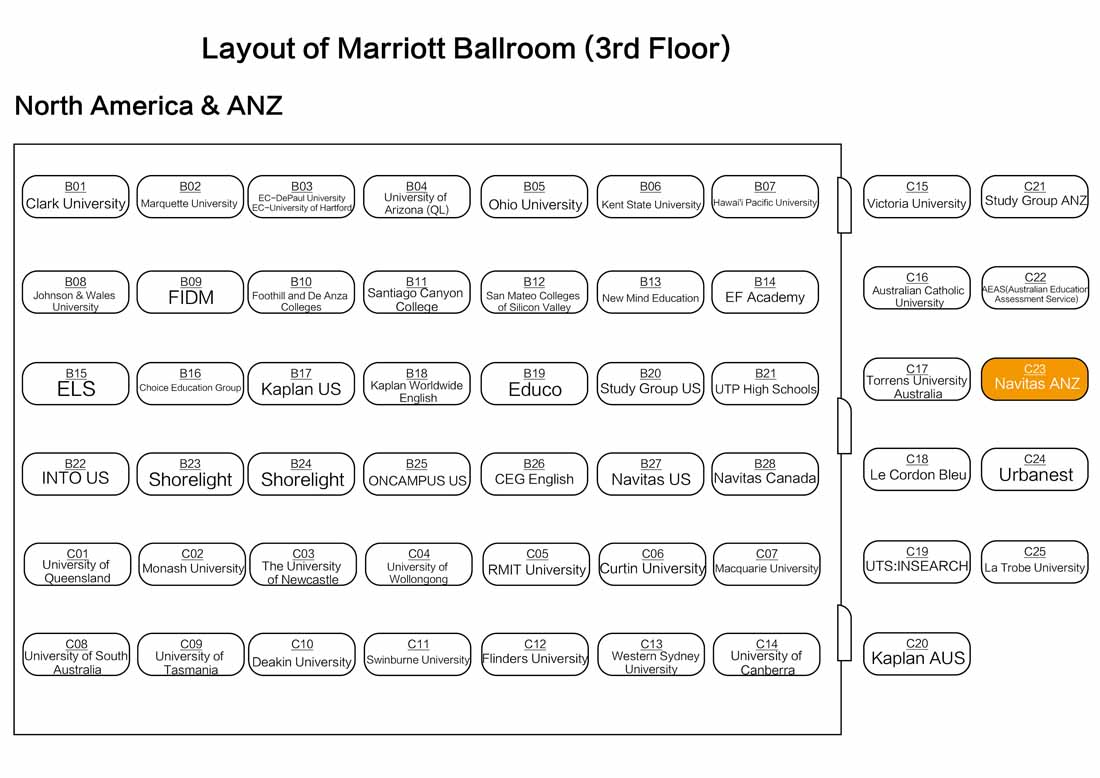 Layout of Marriott Ballroom (3rd Floor)
North America & ANZ
B01
Clark University
B02
Marquette University
B03
EC-DePaul University
EC-University of Hartford
B04
University of
Arizona (QL)
B05
Ohio University
B06
Kent State University
B07
Hawai'i Pacific University
C15
Victoria University
C21
Study Group ANZ
B08
Johnson & Wales
University
B09
FIDM
B10
Foothill and De Anza
Colleges
B11
Santiago Canyon
College
B12
San Mateo Colleges
of Silicon Valley
B13
New Mind Education
B14
EF Academy
C16
Australian Catholic
University
C22
AEAS(Australian Education
Assessment Service)
B15
ELS
B16
Choice Education Group
B17
Kaplan US
B18
Kaplan Worldwide
English
B19
Educo
B20
Study Group US
B21
UTP High Schools
C17
Torrens University
Australia
C23
Navitas ANZ
B22
INTO US
B23
Shorelight
B24
Shorelight
B25
ONCAMPUS US
B26
CEG English
B27
Navitas US
B28
Navitas Canada
C18
Le Cordon Bleu
C24
Urbanest
C01
University of
Queensland
C02
Monash University
C03
The University
of Newcastle
C04
University of
Wollongong
C05
RMIT University
C06
Curtin University
C07
Macquarie University
C19
UTS:INSEARCH
C25
La Trobe University
C08
University of South
Australia
C09
University of
Tasmania
C10
Deakin University
C11
Swinburne University
C12
Flinders University
C13
Western Sydney
University
C14
University of
Canberra
C20
Kaplan AUS